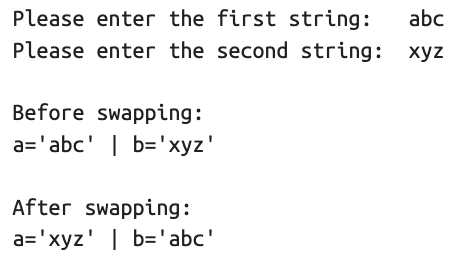 Please enter the first string:   abc
Please enter the second string:  xyz
Before swapping:
a='abc' | b='xyz'
After swapping:
a='xyz' | b='abc'